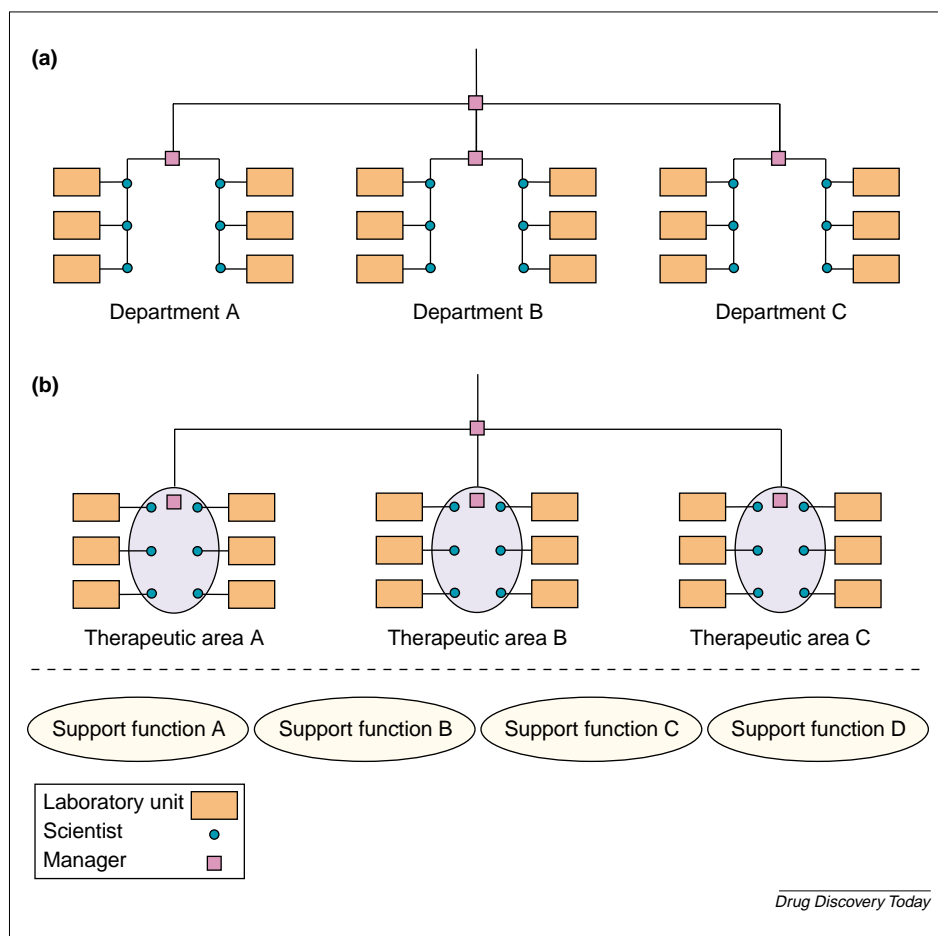 (a)
Department A
Department B
Department C
(b)
Therapeutic area A
Therapeutic area B
Therapeutic area C
Support function A
Support function B
Support function C
Support function D
Laboratory unit
Scientist
Manager
Drug Discovery Today